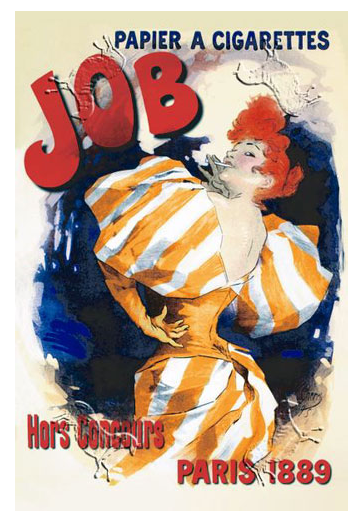 PAPIER A CIGARETTES
JOB
Hors Concours
PARIS 1889